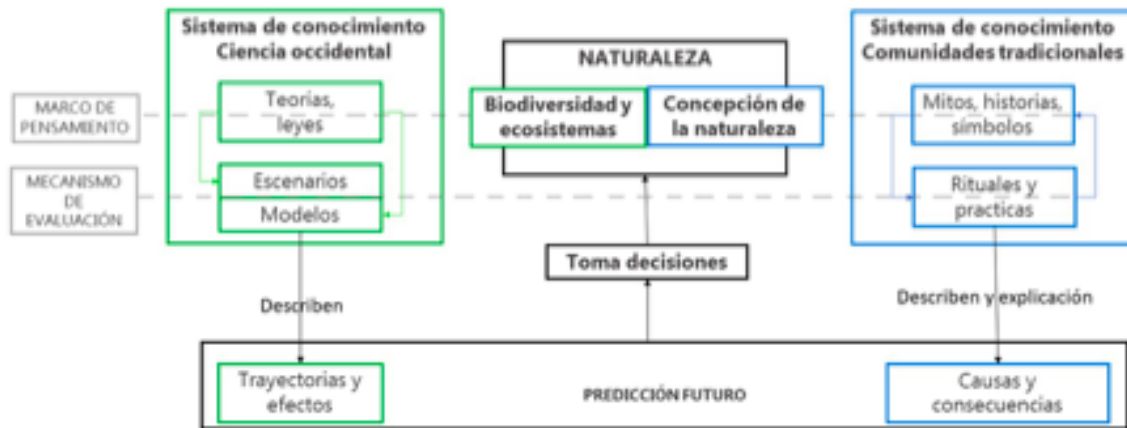 Sistema de conocimiento
Ciencia occidental
Teorías,
leyes
Escenarios
Modelos
MARCO DE
PENSAMIENTO
MECANISMO
DE
EVALUACIÓN
NATURALEZA
Biodiversidad y
ecosistemas
Concepción de
la naturaleza
Sistema de conocimiento
Comunidades tradicionales
Mitos, historias,
símbolos
Rituales y
practicas
Toma decisiones
Describen
Describen y explicación
Trayectorias y
efectos
PREDICCIÓN FUTURO
Causas y
consecuencias